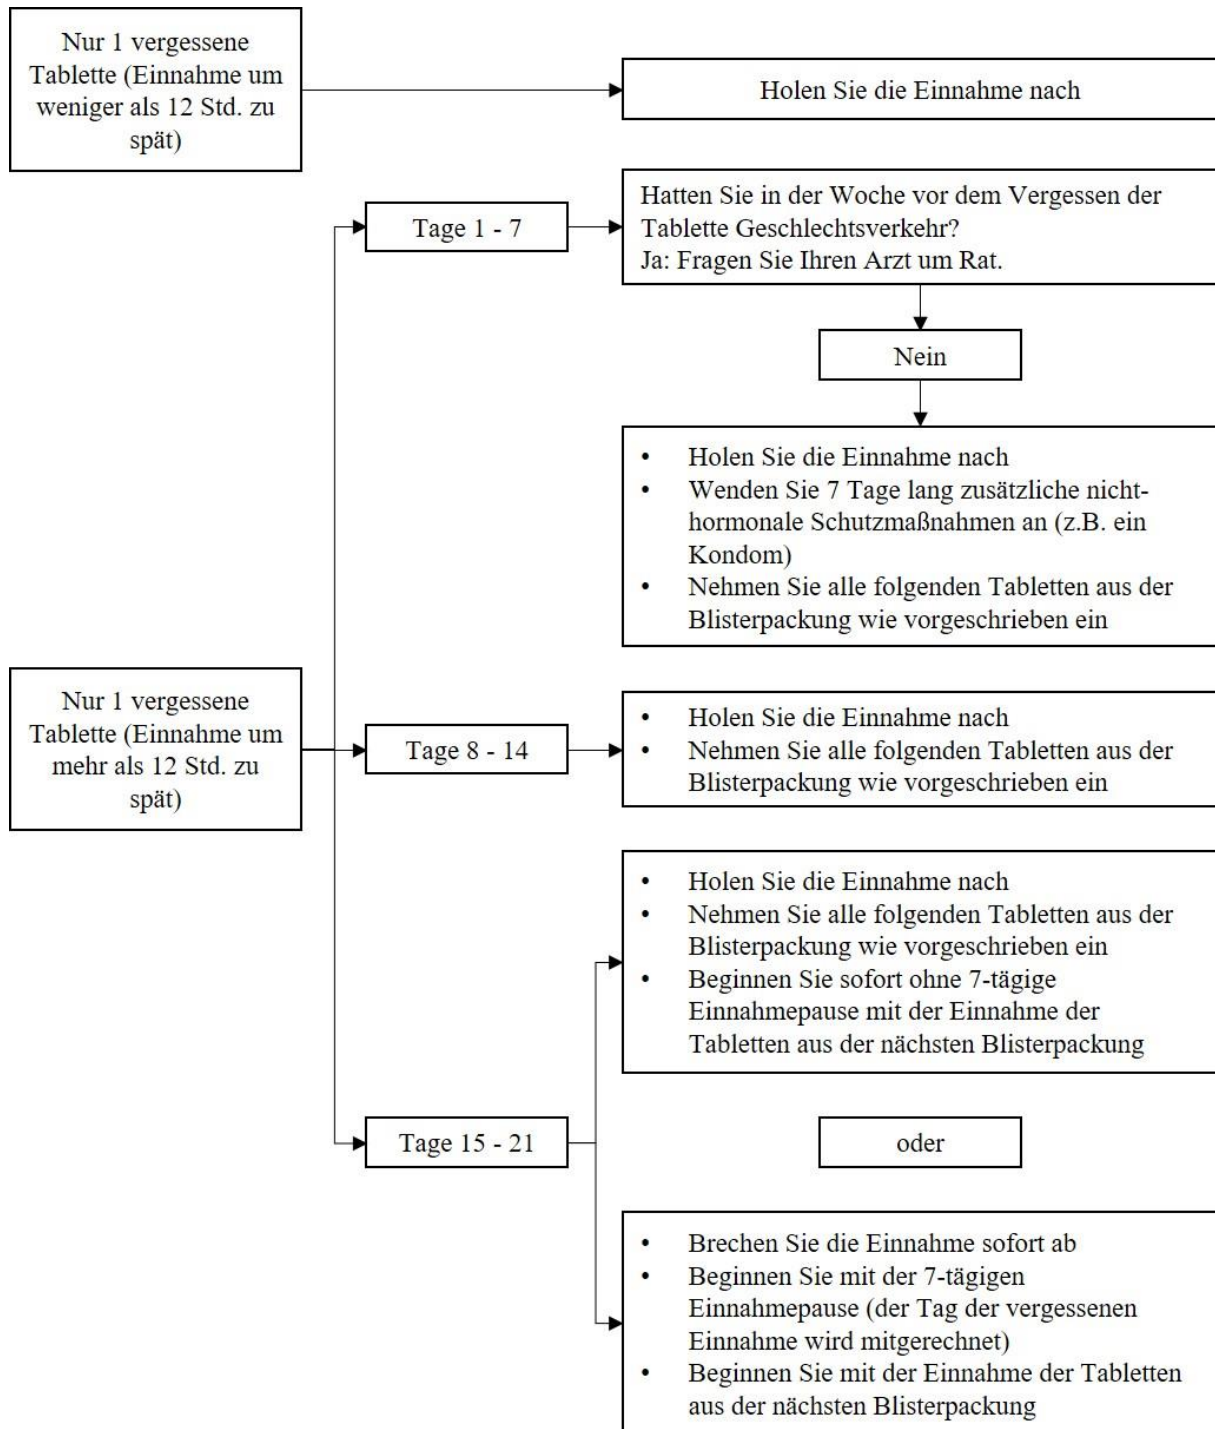 Nur 1 vergessene
Tablette (Einnahme um
weniger als 12 Std. zu
spät)
Holen Sie die Einnahme nach
Tage 1 - 7
Hatten Sie in der Woche vor dem Vergessen der
Tablette Geschlechtsverkehr?
Ja: Fragen Sie Ihren Arzt um Rat.
Nein
• Holen Sie die Einnahme nach
• Wenden Sie 7 Tage lang zusätzliche nicht-
hormonale Schutzmaßnahmen an (z.B. ein
Kondom)
• Nehmen Sie alle folgenden Tabletten aus der
Blisterpackung wie vorgeschrieben ein
Nur 1 vergessene
Tablette (Einnahme um
mehr als 12 Std. zu
spät)
Tage 8 - 14
• Holen Sie die Einnahme nach
• Nehmen Sie alle folgenden Tabletten aus der
Blisterpackung wie vorgeschrieben ein
Tage 15 - 21
• Holen Sie die Einnahme nach
• Nehmen Sie alle folgenden Tabletten aus der
Blisterpackung wie vorgeschrieben ein
• Beginnen Sie sofort ohne 7-tägige
Einnahmepause mit der Einnahme der
Tabletten aus der nächsten Blisterpackung
oder
• Brechen Sie die Einnahme sofort ab
• Beginnen Sie mit der 7-tägigen
Einnahmepause (der Tag der vergessenen
Einnahme wird mitgerechnet)
• Beginnen Sie mit der Einnahme der Tabletten
aus der nächsten Blisterpackung